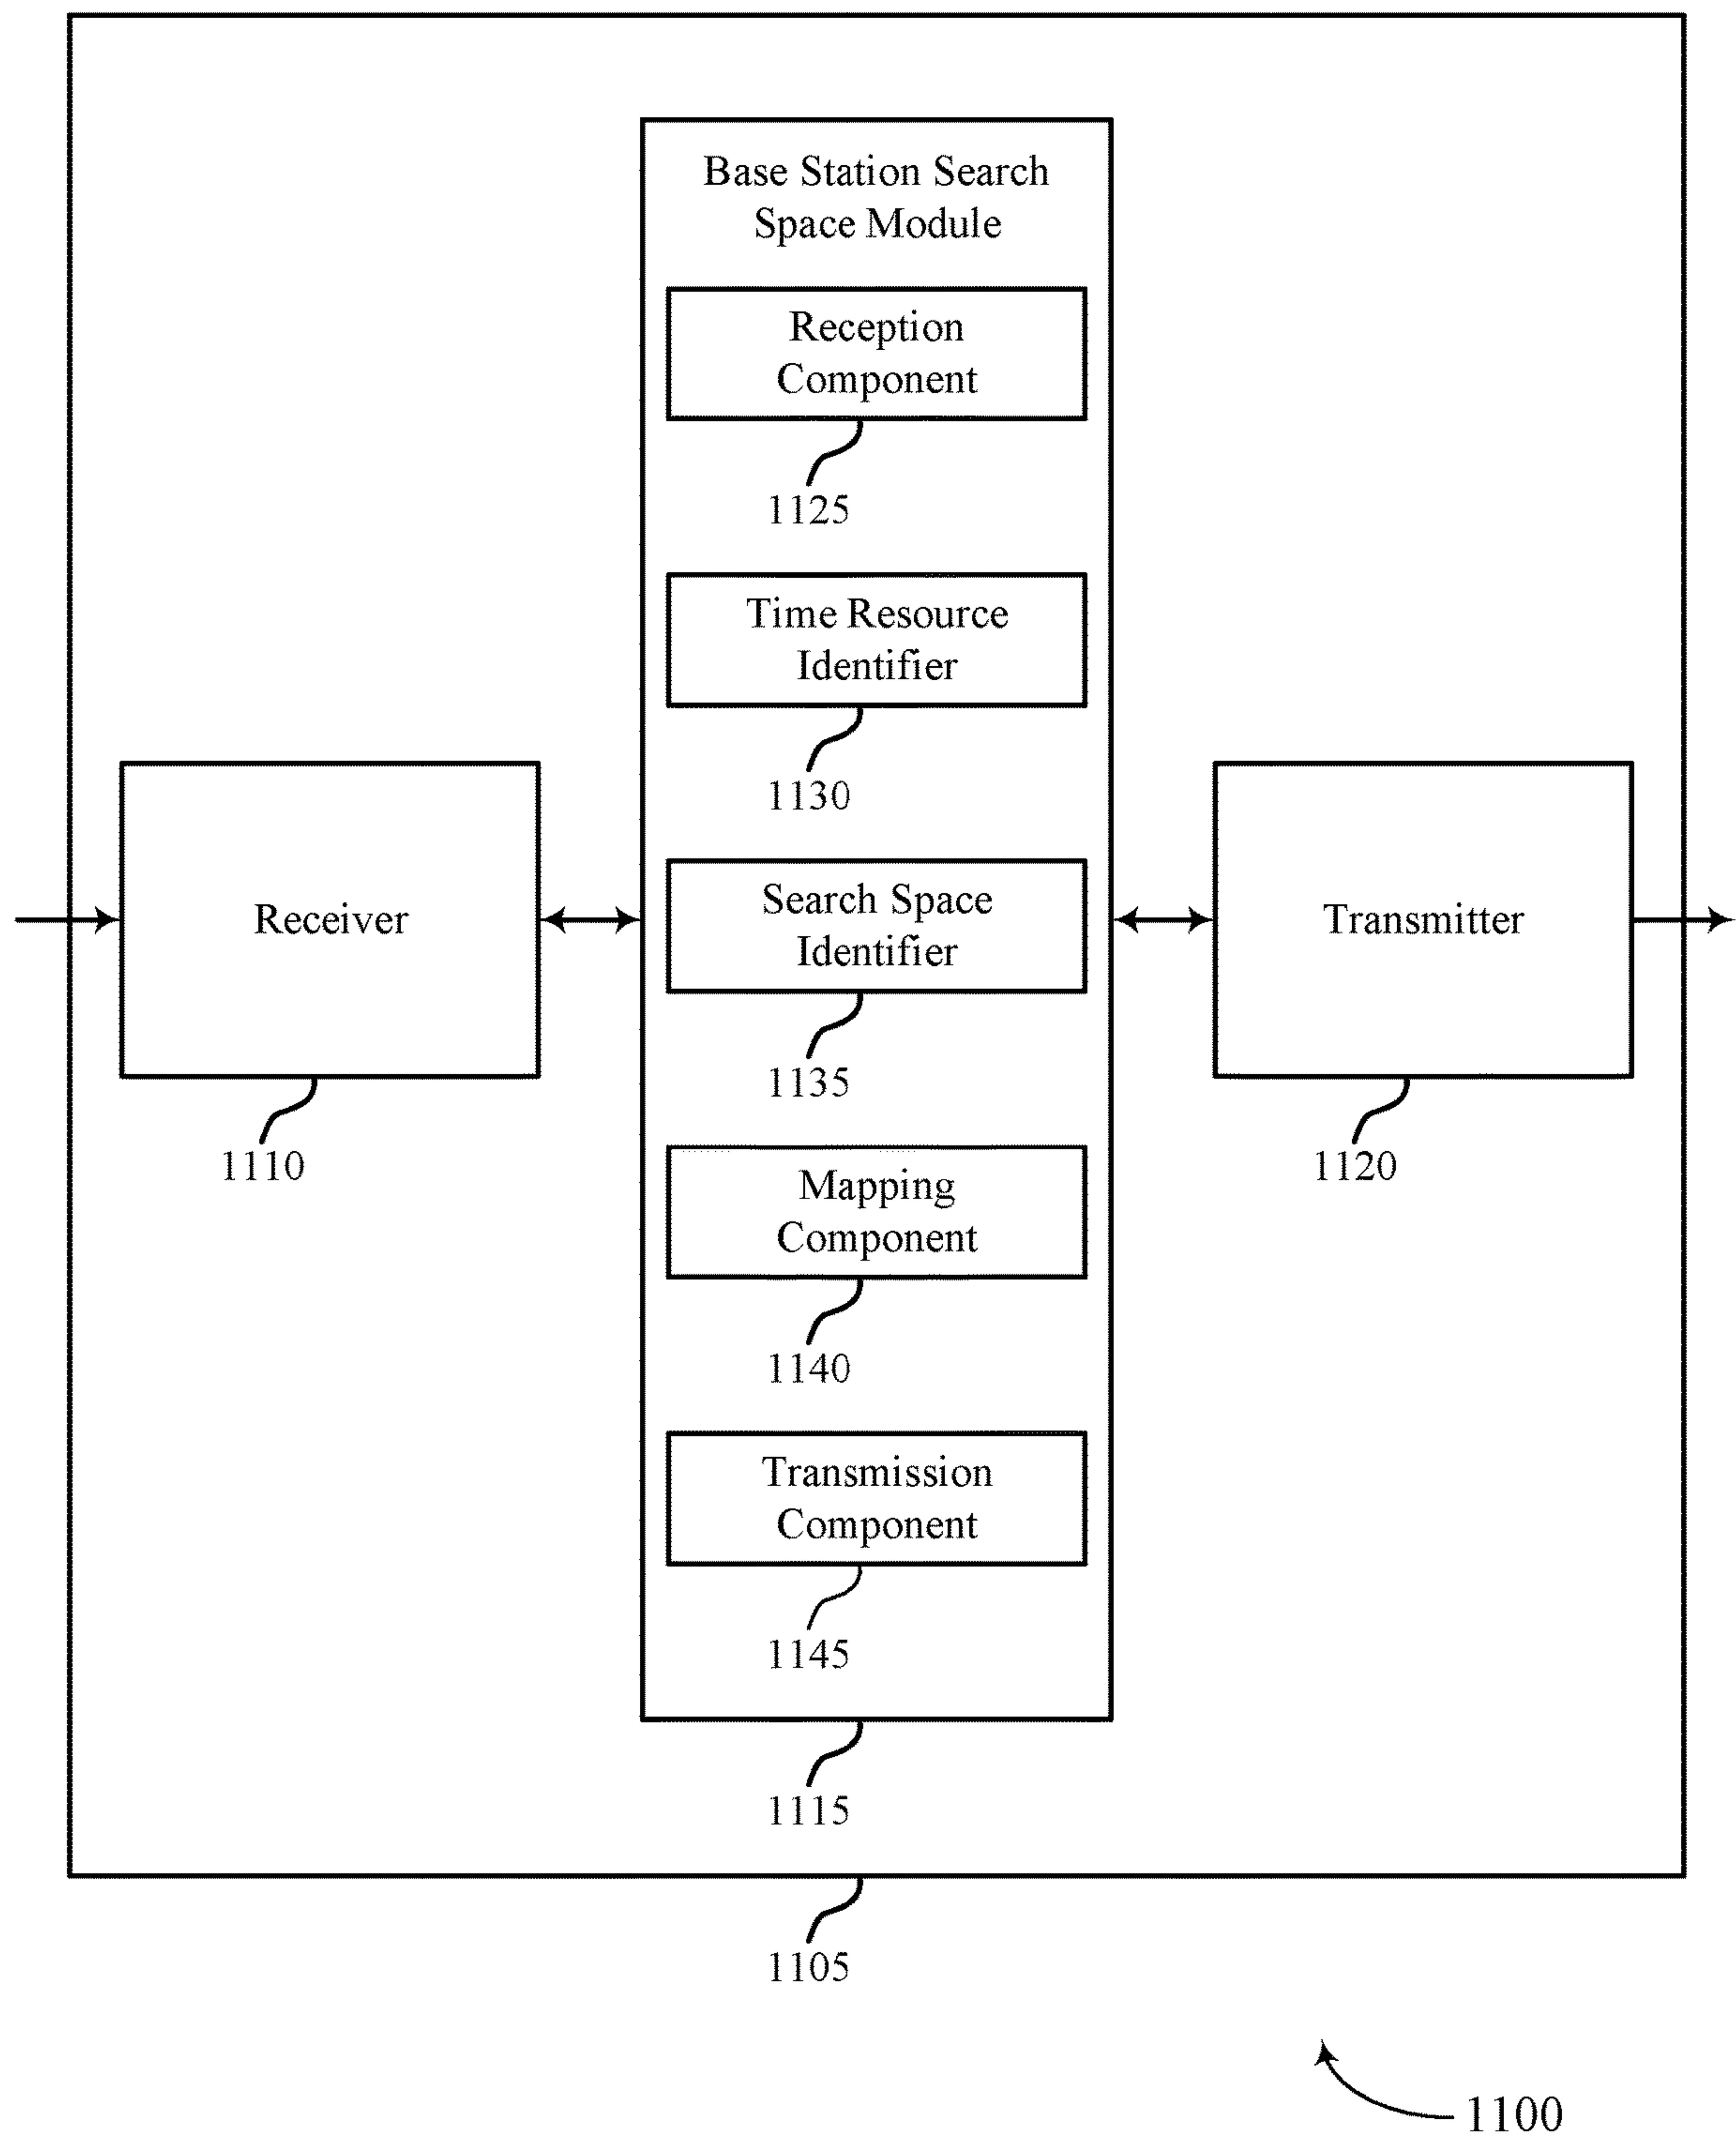 Base Station Search
Space Module
Reception
Component
1125
Time Resource
Identifier
1130
Receiver
1110
Search Space
Identifier
1135
Transmitter
1120
Mapping
Component
1140
Transmission
Component
1145
1115
1105
1100